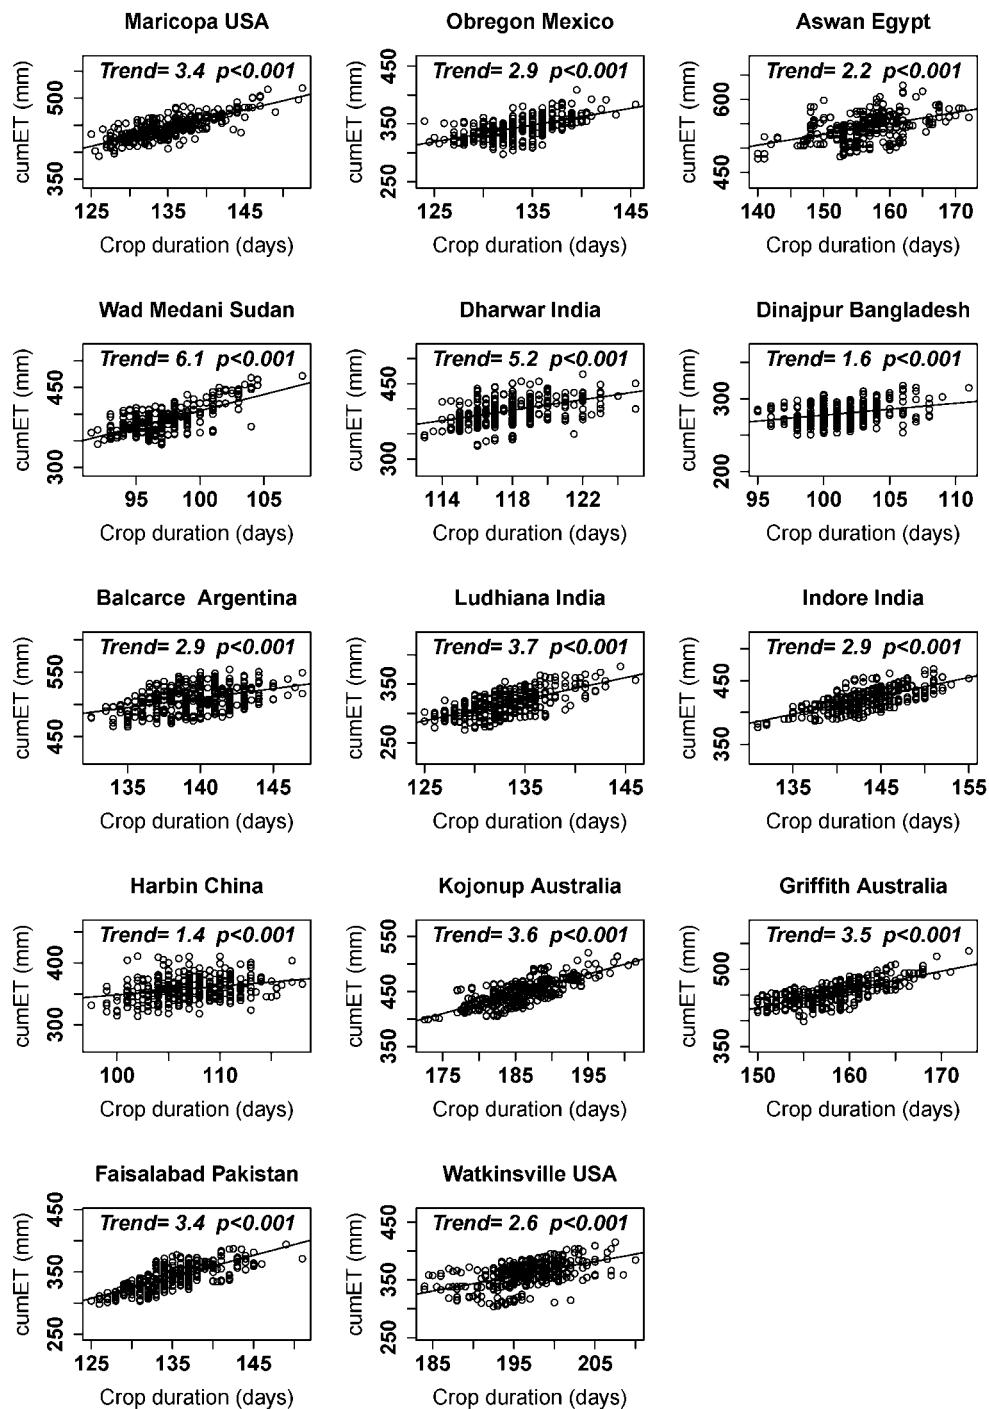 Maricopa USA
Trend= 3.4 p<0.001
cumET (mm)
350 500
125 135 145
Crop duration (days)
Obregon Mexico
Trend= 2.9 p<0.001
cumET (mm)
250 350 450
125 135 145
Crop duration (days)
Aswan Egypt
Trend= 2.2 p<0.001
cumET (mm)
450 600
140 150 160 170
Crop duration (days)
Wad Medani Sudan
Trend= 6.1 p<0.001
cumET (mm)
300 450
95 100 105
Crop duration (days)
Dharwar India
Trend= 5.2 p<0.001
cumET (mm)
300 450
114 118 122
Crop duration (days)
Dinajpur Bangladesh
Trend= 1.6 p<0.001
cumET (mm)
200 300
95 100 105 110
Crop duration (days)
Balcarce Argentina
Trend= 2.9 p<0.001
cumET (mm)
450 550
135 140 145
Crop duration (days)
Ludhiana India
Trend= 3.7 p<0.001
cumET (mm)
250 350
125 135 145
Crop duration (days)
Indore India
Trend= 2.9 p<0.001
cumET (mm)
350 450
135 145 155
Crop duration (days)
Harbin China
Trend= 1.4 p<0.001
cumET (mm)
300 400
100 110
Crop duration (days)
Kojonup Australia
Trend= 3.6 p<0.001
cumET (mm)
350 450 550
175 185 195
Crop duration (days)
Griffith Australia
Trend= 3.5 p<0.001
cumET (mm)
350 500
150 160 170
Crop duration (days)
Faisalabad Pakistan
Trend= 3.4 p<0.001
cumET (mm)
250 350 450
125 135 145
Crop duration (days)
Watkinsville USA
Trend= 2.6 p<0.001
cumET (mm)
250 350 450
185 195 205
Crop duration (days)